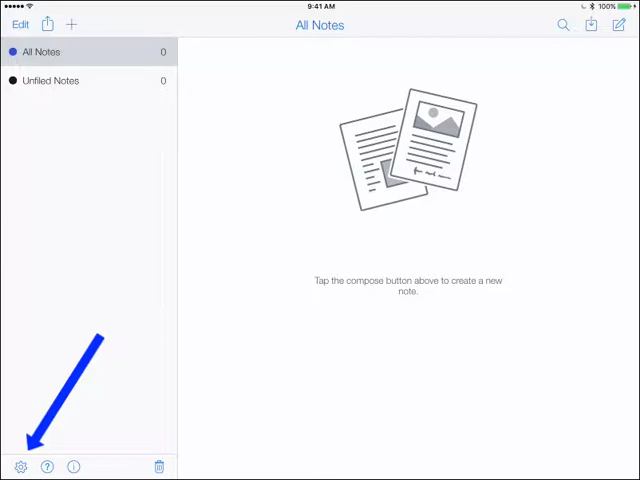 9:41 AM
100%
Edit
All Notes
All Notes 0
Unfiled Notes 0
Tap the compose button above to create a new
note.